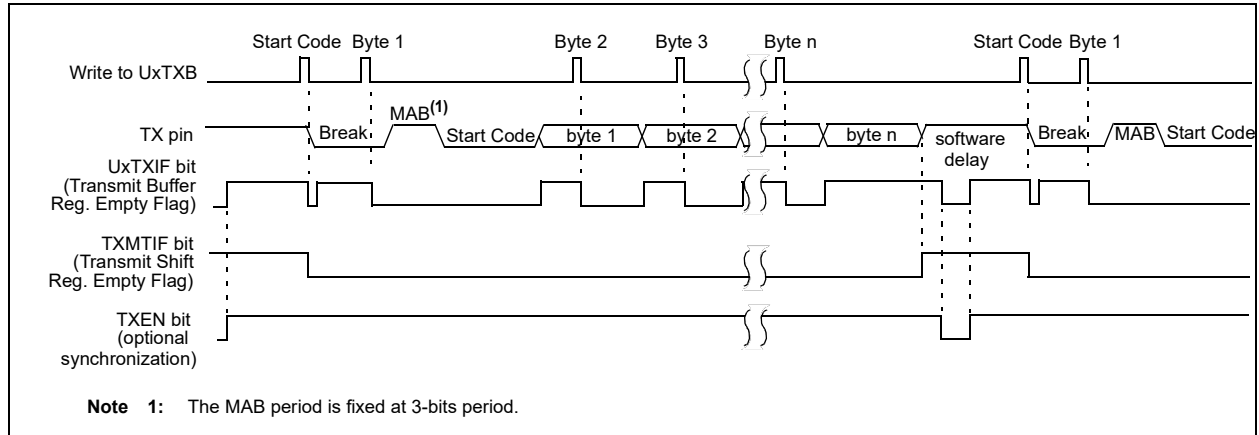 Start Code Byte 1 Byte 2 Byte 3 Byte n Start Code Byte 1
Write to UxTXB
MAB(1)
TX pin Break Start Code byte 1 byte 2 byte n software delay Break MAB Start Code
UxTXIF bit
(Transmit Buffer
Reg. Empty Flag)
TXMTIF bit
(Transmit Shift
Reg. Empty Flag)
TXEN bit
(optional
synchronization)
Note 1: The MAB period is fixed at 3-bits period.